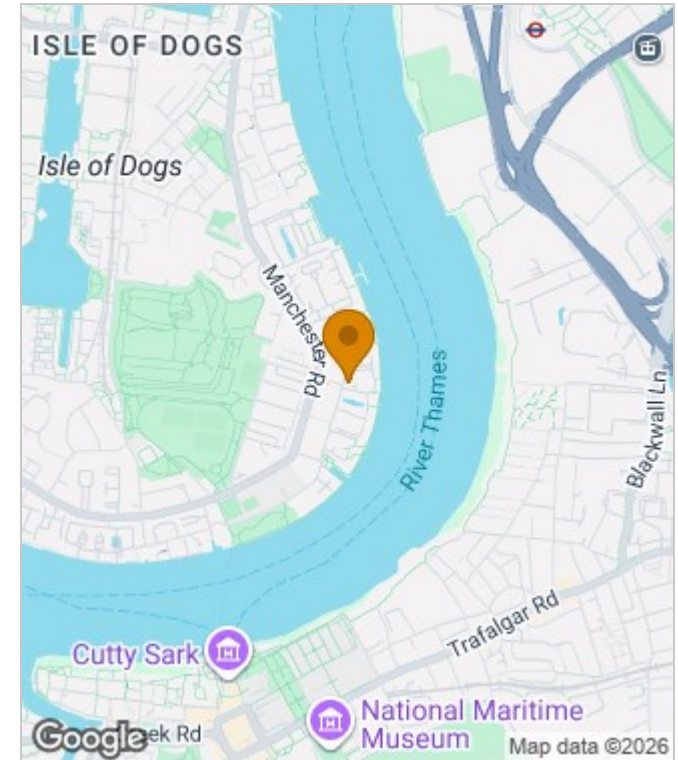 ISLE OF DOGS
Isle of Dogs
Manchester Rd
River Thames
Blackwall Ln
Trafalgar Rd
Cutty Sark
National Maritime
Museum
Rd
Google
Map data ©2026